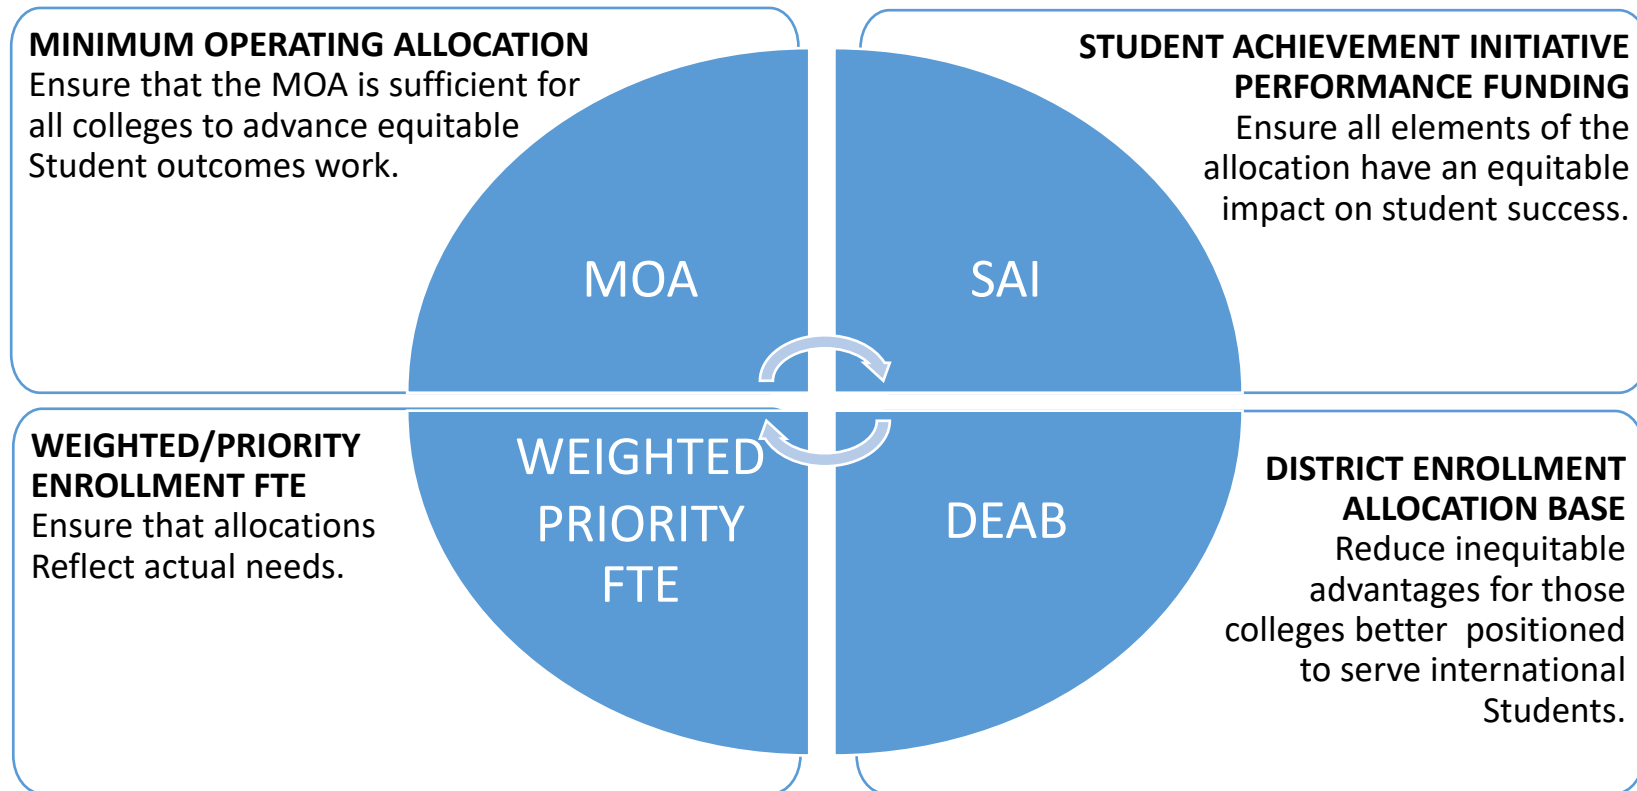 MINIMUM OPERATING ALLOCATION
Ensure that the MOA is sufficient for
all colleges to advance equitable
Student outcomes work.
STUDENT ACHIEVEMENT INITIATIVE
PERFORMANCE FUNDING
Ensure all elements of the
allocation have an equitable
impact on student success.
MOA
SAI
WEIGHTED/PRIORITY
ENROLLMENT FTE
Ensure that allocations
Reflect actual needs.
WEIGHTED
PRIORITY
FTE
DEAB
DISTRICT ENROLLMENT
ALLOCATION BASE
Reduce inequitable
advantages for those
colleges better  positioned
to serve international
Students.